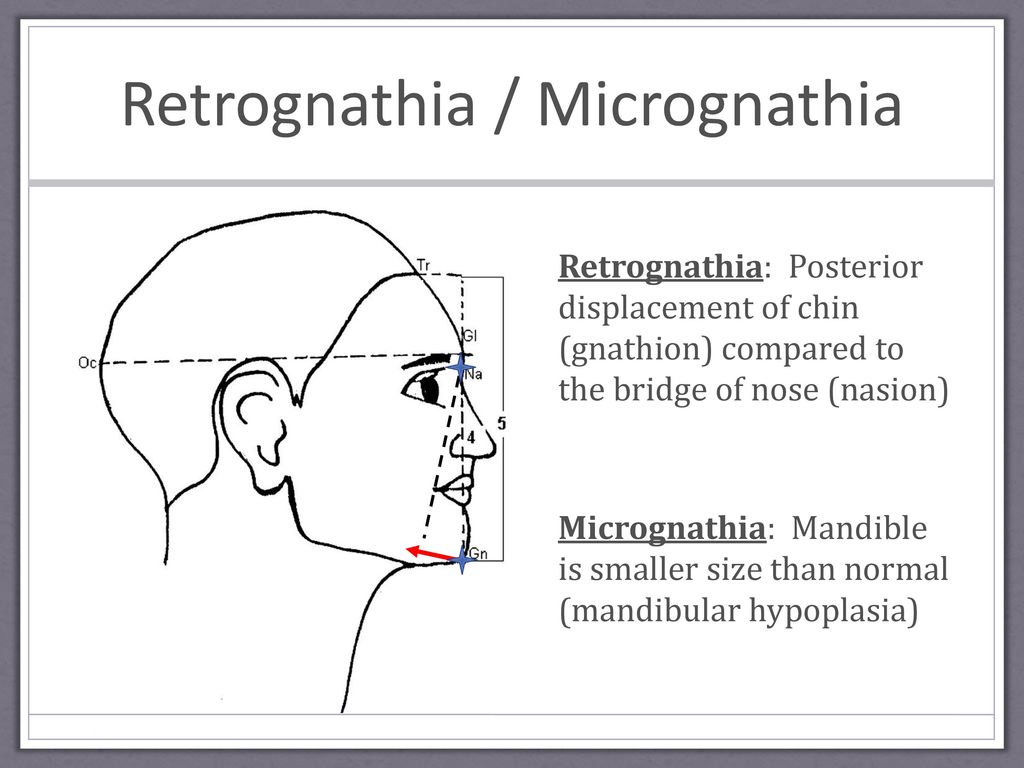 Retrognathia / Micrognathia
Tr
Gl
Oc
Na
5
4
Gn
Retrognathia:  Posterior
displacement of chin
(gnathion) compared to
the bridge of nose (nasion)
Micrognathia:  Mandible
is smaller size than normal
(mandibular hypoplasia)